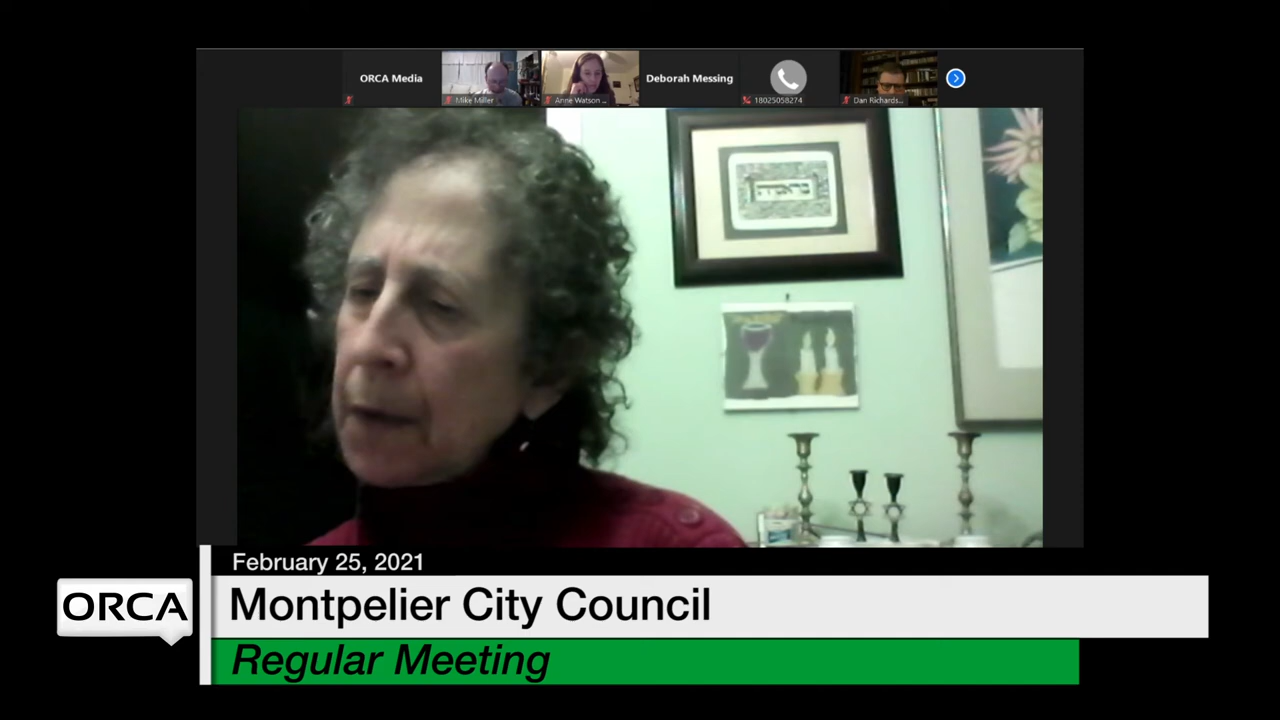 ORCA Media
Mike Miller
Anne Watson ...
Deborah Messing
18025058274
Dan Richards...
February 25, 2021
ORCA
Montpelier City Council
Regular Meeting